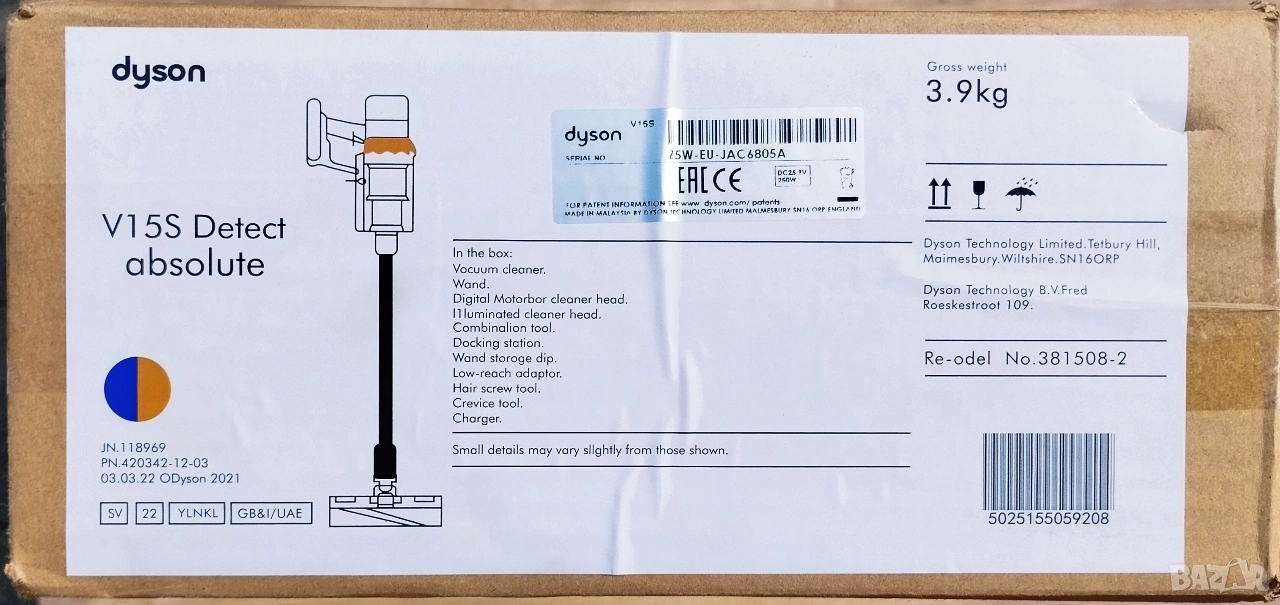 dyson
V15S Detect
absolute
JN.118969
PN.420342-12-03
03.03.22 ODyson 2021
SV 22 YLNKL GB&I/UAE
dyson V15S
SERIAL NO
Z5W-EU-JAC6805A
EAC CE
DC25.2V
FOR PATENT INFORMATION SEE www. dyson.com/ patents
MADE IN MALAYSIA BY DYSON TECHNOLOGY LIMITED MALMESBURY SN16 ORP ENGLAND
In the box:
Vacuum cleaner.
Wand.
Digital Motorbor cleaner head.
I1luminated cleaner head.
Combinalion tool.
Docking station.
Wand storoge dip.
Low-reach adaptor.
Hair screw tool.
Crevice tool.
Charger.
Small details may vary sllghtly from those shown.
Gross weight
3.9kg
Dyson Technology Limited.Tetbury Hill,
Maimesbury.Wiltshire.SN16ORP
Dyson Technology B.V.Fred
Roeskestroot 109.
Re-odel No.381508-2
5025155059208
BAZAR